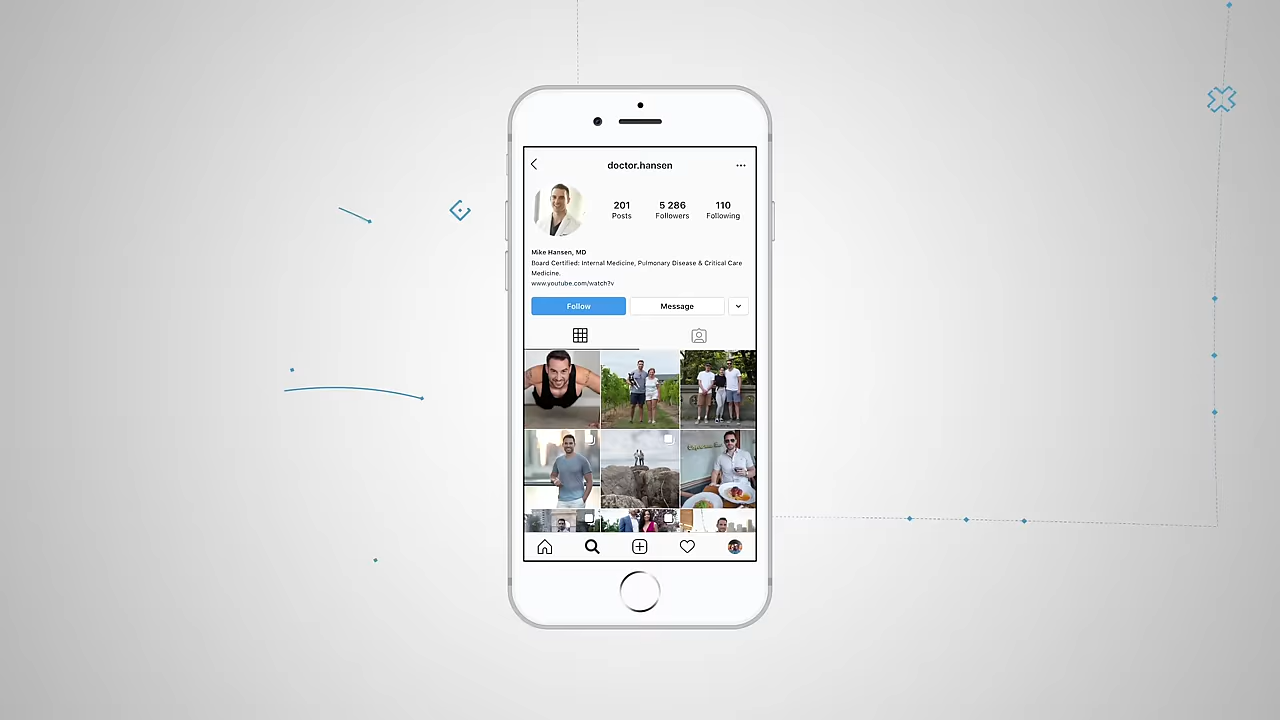 doctor.hansen
201 5 286 110
Posts Followers Following
Mike Hansen, MD
Board Certified: Internal Medicine, Pulmonary Disease & Critical Care
Medicine.
www.youtube.com/watch?v
Follow Message